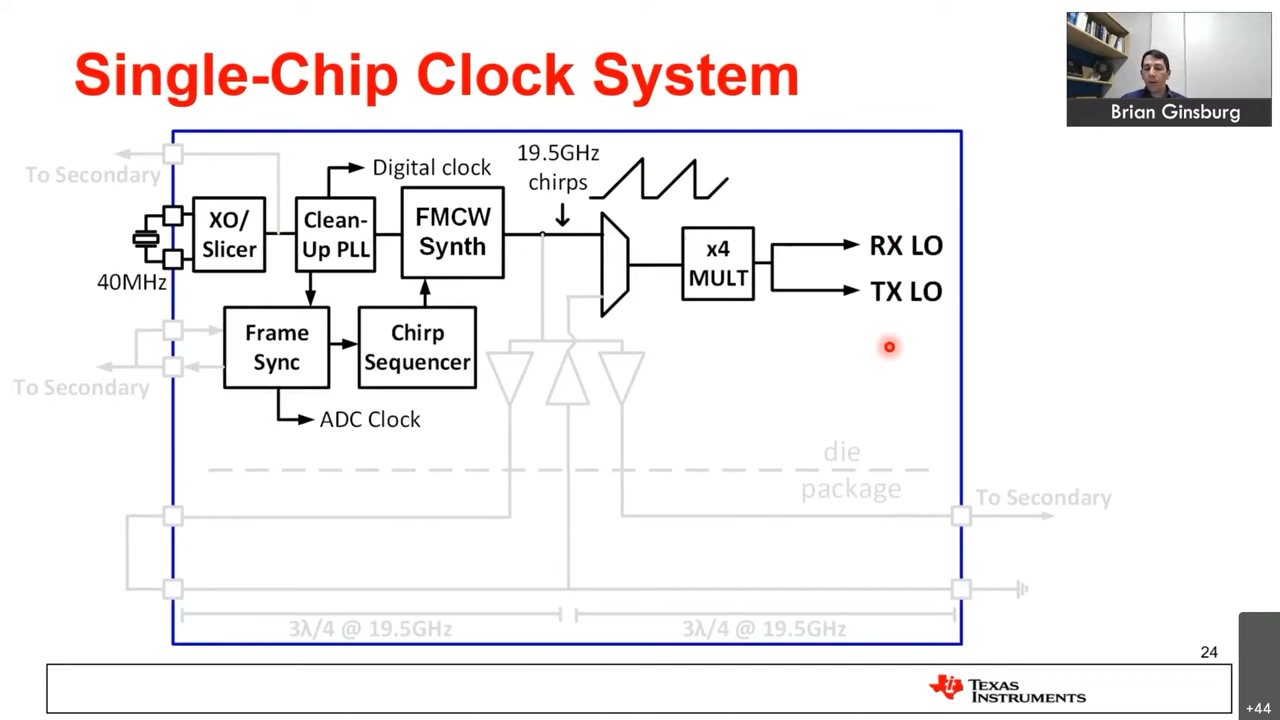 Single-Chip Clock System
Brian Ginsburg
To Secondary
Digital clock
19.5GHz
chirps
XO/
Slicer
Clean-
Up PLL
FMCW
Synth
x4
MULT
RX LO
TX LO
40MHz
Frame
Sync
Chirp
Sequencer
To Secondary
ADC Clock
die
package
To Secondary
3λ/4 @ 19.5GHz
3λ/4 @ 19.5GHz
24
TEXAS
INSTRUMENTS
+44